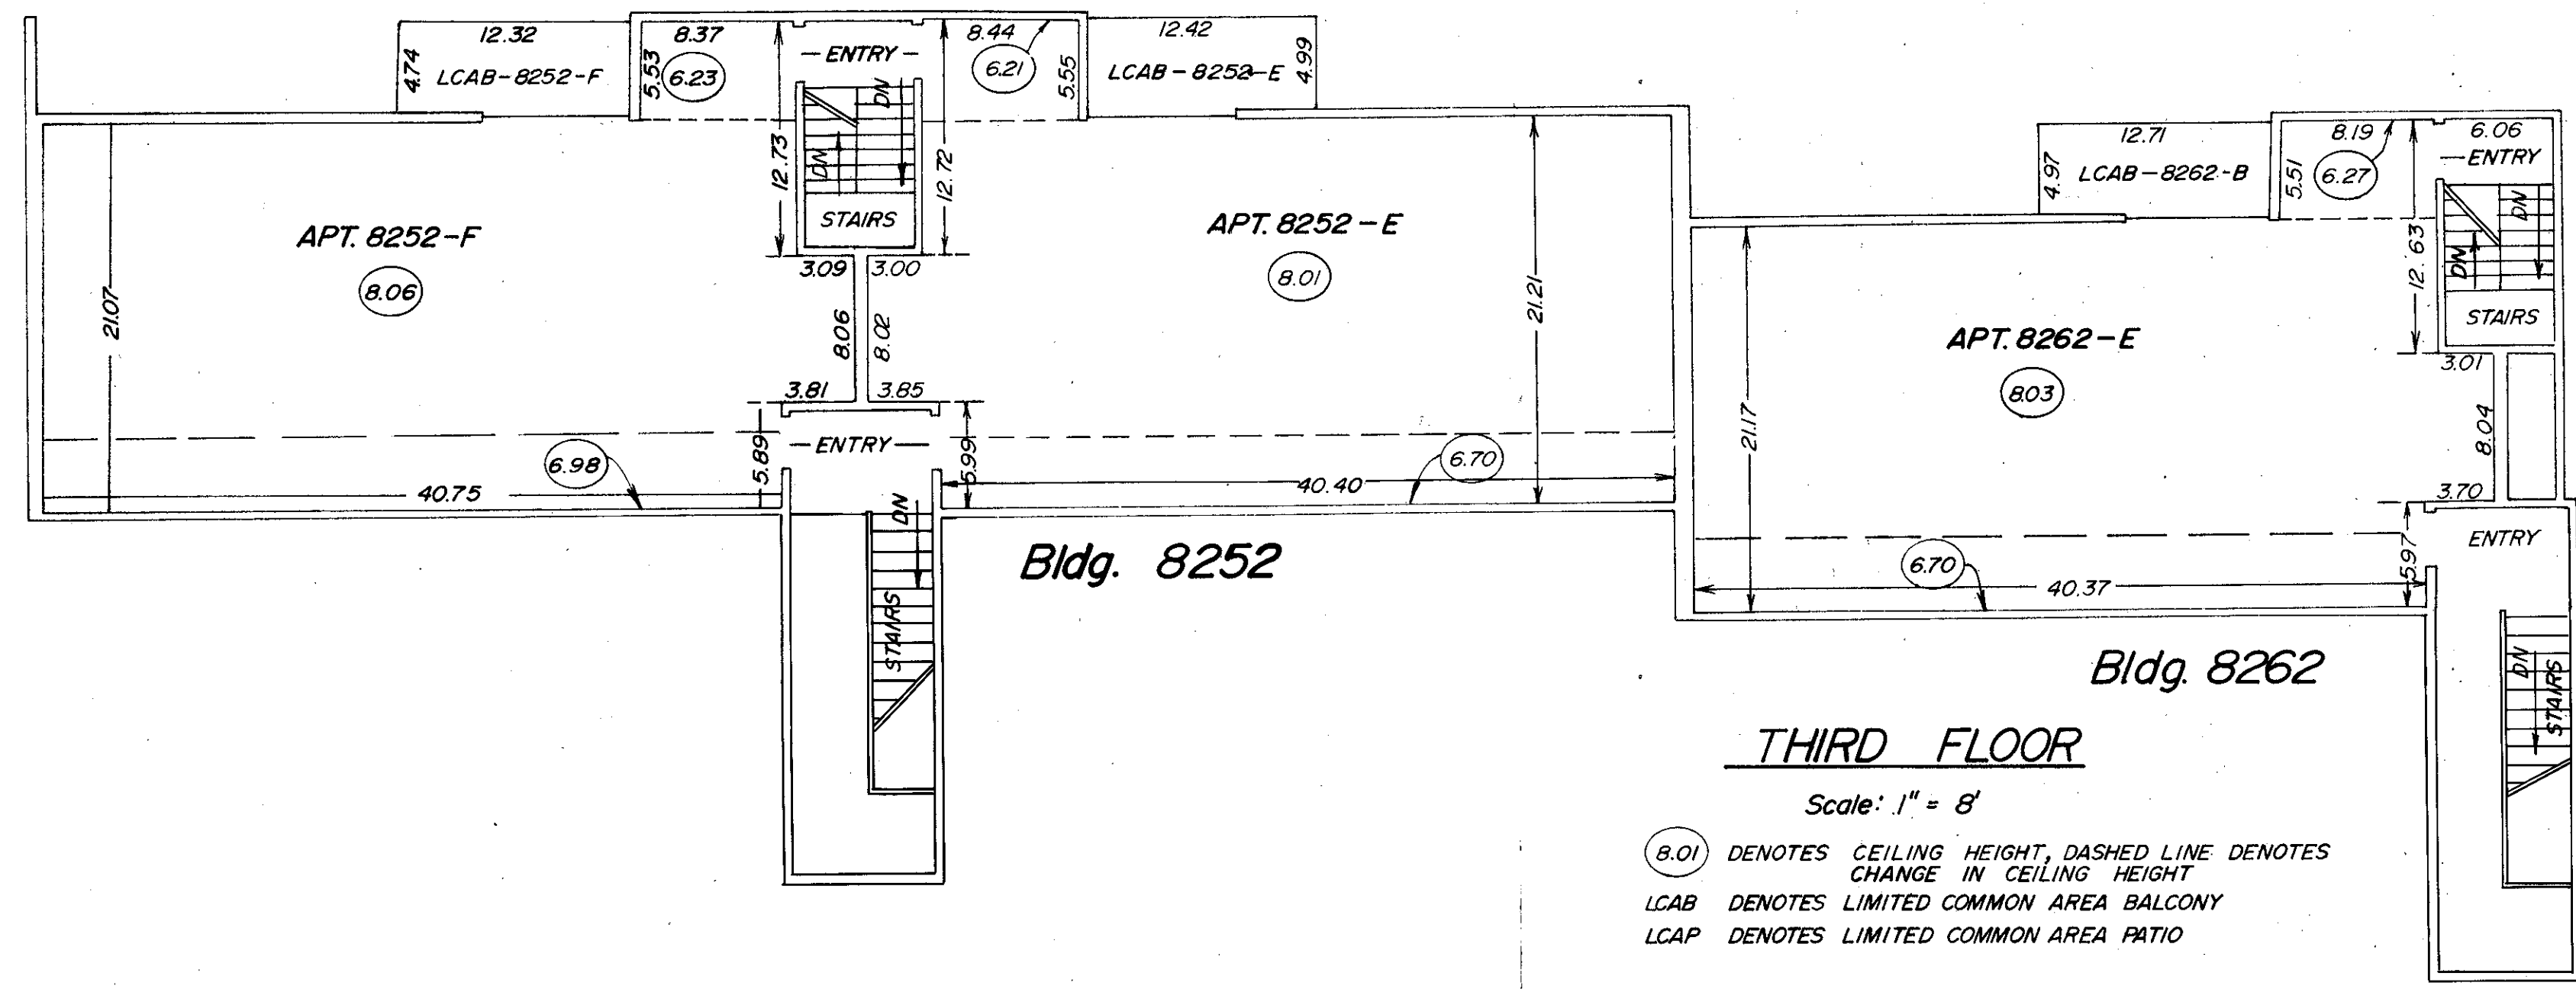 12.32
4.74
LCAB-8252-F
8.37
5.53
6.23
- ENTRY -
8.44
6.21
5.55
12.42
LCAB-8252-E
4.99
12.73
DN
DN
STAIRS
12.72
APT. 8252-F
8.06
21.07
3.09
3.00
8.06
8.02
3.81
3.85
- ENTRY -
5.89
5.99
6.98
40.75
APT. 8252-E
8.01
21.21
6.70
40.40
DN
STAIRS
Bldg. 8252
12.71
4.97
LCAB-8262-B
8.19
5.51
6.27
6.06
- ENTRY
12.63
DN
DN
STAIRS
APT. 8262-E
8.03
21.17
3.01
8.04
3.70
ENTRY
5.97
6.70
40.37
DN
STAIRS
Bldg. 8262
THIRD FLOOR
Scale: 1" = 8'
8.01 DENOTES CEILING HEIGHT, DASHED LINE DENOTES
CHANGE IN CEILING HEIGHT
LCAB DENOTES LIMITED COMMON AREA BALCONY
LCAP DENOTES LIMITED COMMON AREA PATIO